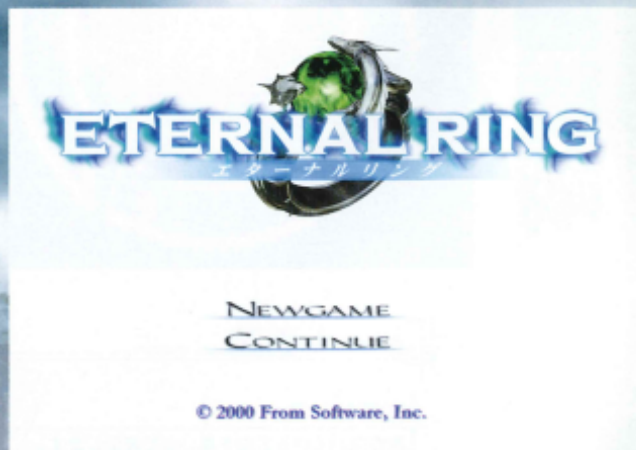 ETERNAL RING
エターナルリング
NEWGAME
CONTINUE
© 2000 From Software, Inc.